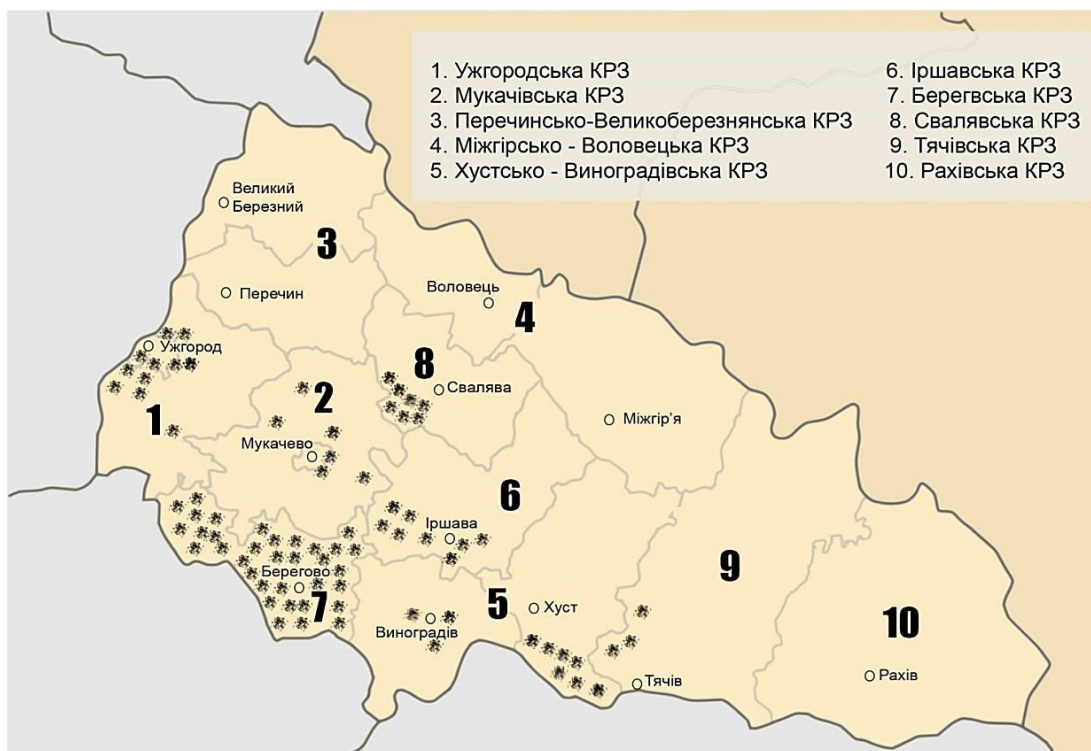 1. Ужгородська КРЗ
2. Мукачівська КРЗ
3. Перечинсько-Великоберезнянська КРЗ
4. Міжгірсько - Воловецька КРЗ
5. Хустсько - Виноградівська КРЗ
6. Іршавська КРЗ
7. Берегвська КРЗ
8. Свалявська КРЗ
9. Тячівська КРЗ
10. Рахівська КРЗ
Великий
Березний
3
Перечин
Воловець
4
Ужгород
8
Свалява
2
1
Міжгір'я
Мукачево
6
Іршава
9
Берегово
7
5
Хуст
Виноградів
10
Тячів
Рахів